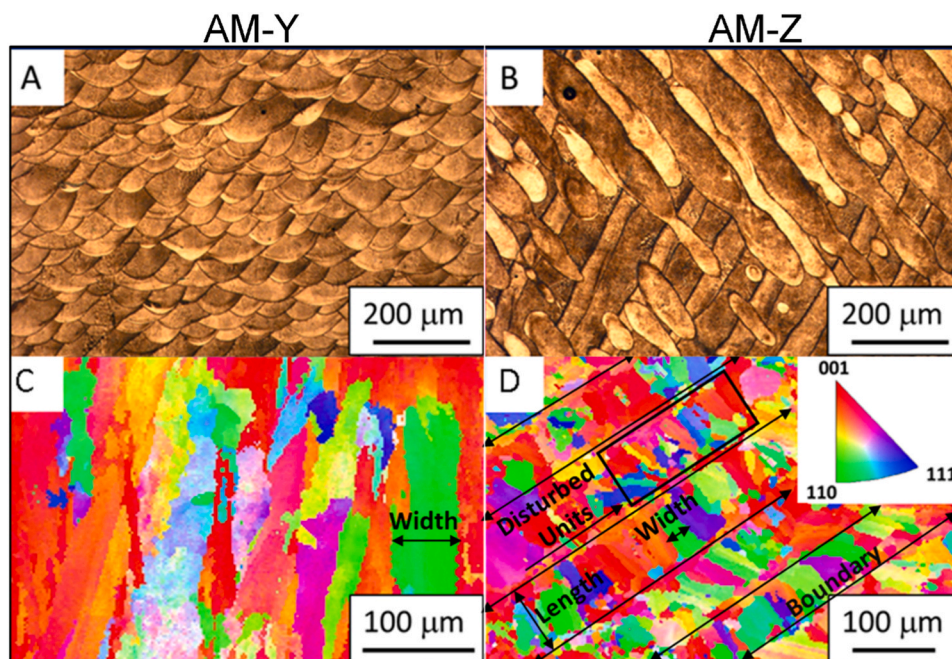 AM-Y
AM-Z
A
B
200 µm
200 µm
C
D
001
110
111
Width
Disturbed
Units
Width
Length
Boundary
100 µm
100 µm